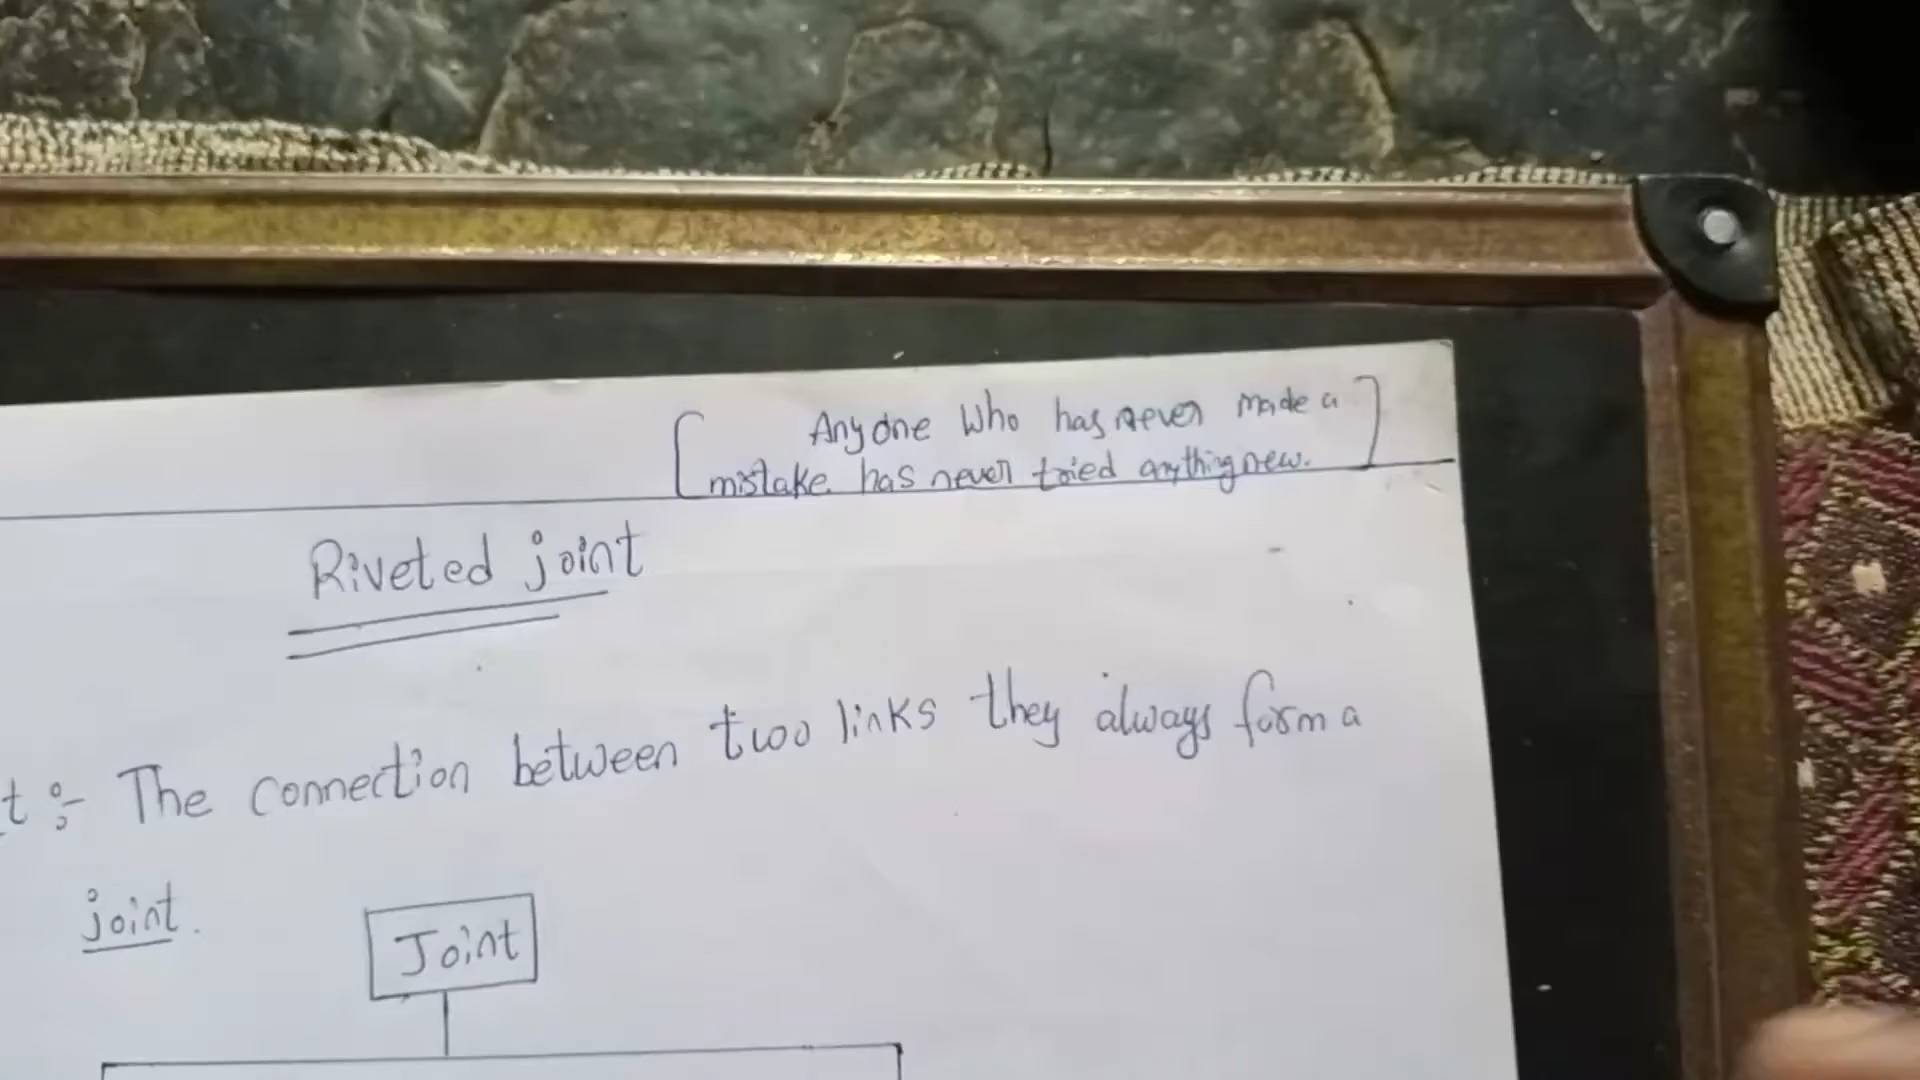 [ Anyone Who has never made a ]
mistake has never tried anything new.
Riveted joint
t :- The connection between two links they always form a
joint.
Joint